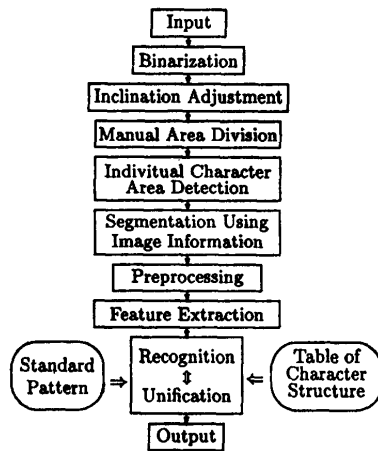 Input
Binarization
Inclination Adjustment
Manual Area Division
Indivitual Character
Area Detection
Segmentation Using
Image Information
Preprocessing
Feature Extraction
Standard
Pattern
⇒
Recognition
⇕
Unification
⇐
Table of
Character
Structure
Output